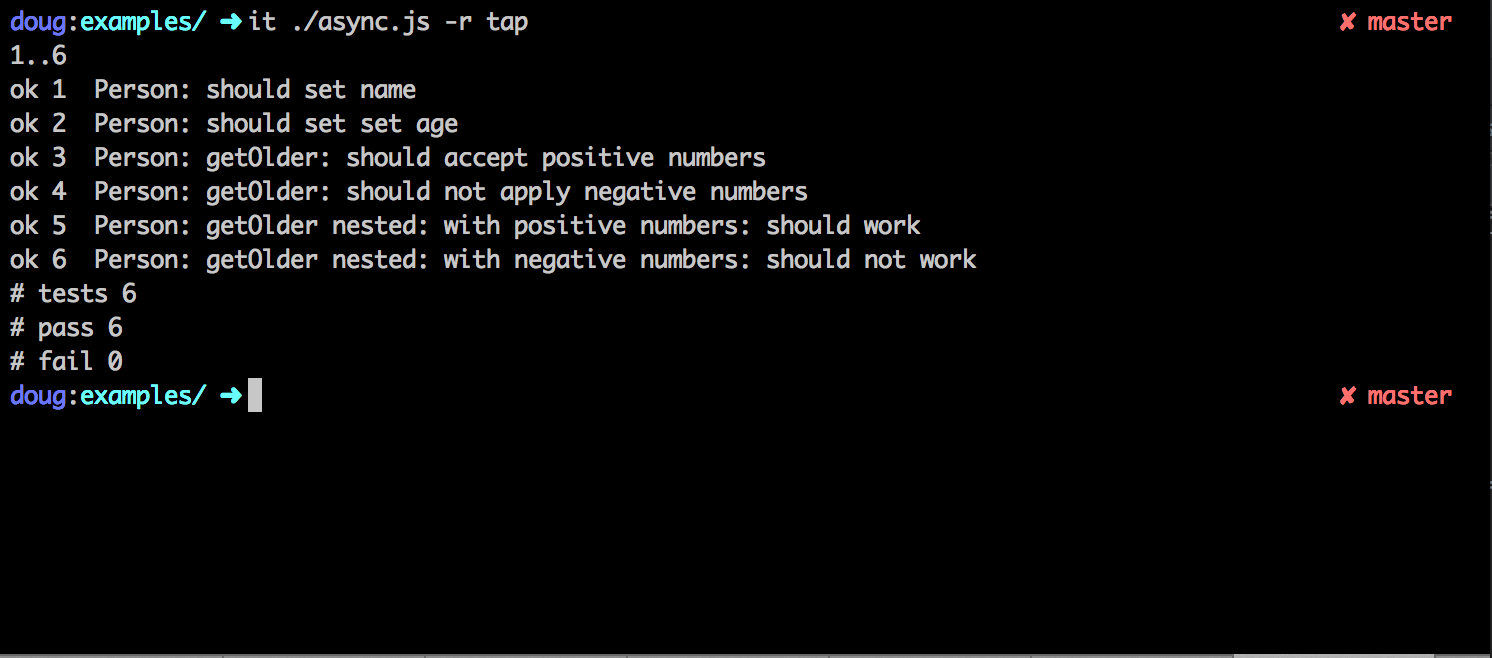 doug:examples/ ➜ it ./async.js -r tap ✘ master
1..6
ok 1  Person: should set name
ok 2  Person: should set set age
ok 3  Person: getOlder: should accept positive numbers
ok 4  Person: getOlder: should not apply negative numbers
ok 5  Person: getOlder nested: with positive numbers: should work
ok 6  Person: getOlder nested: with negative numbers: should not work
# tests 6
# pass 6
# fail 0
doug:examples/ ➜ ✘ master